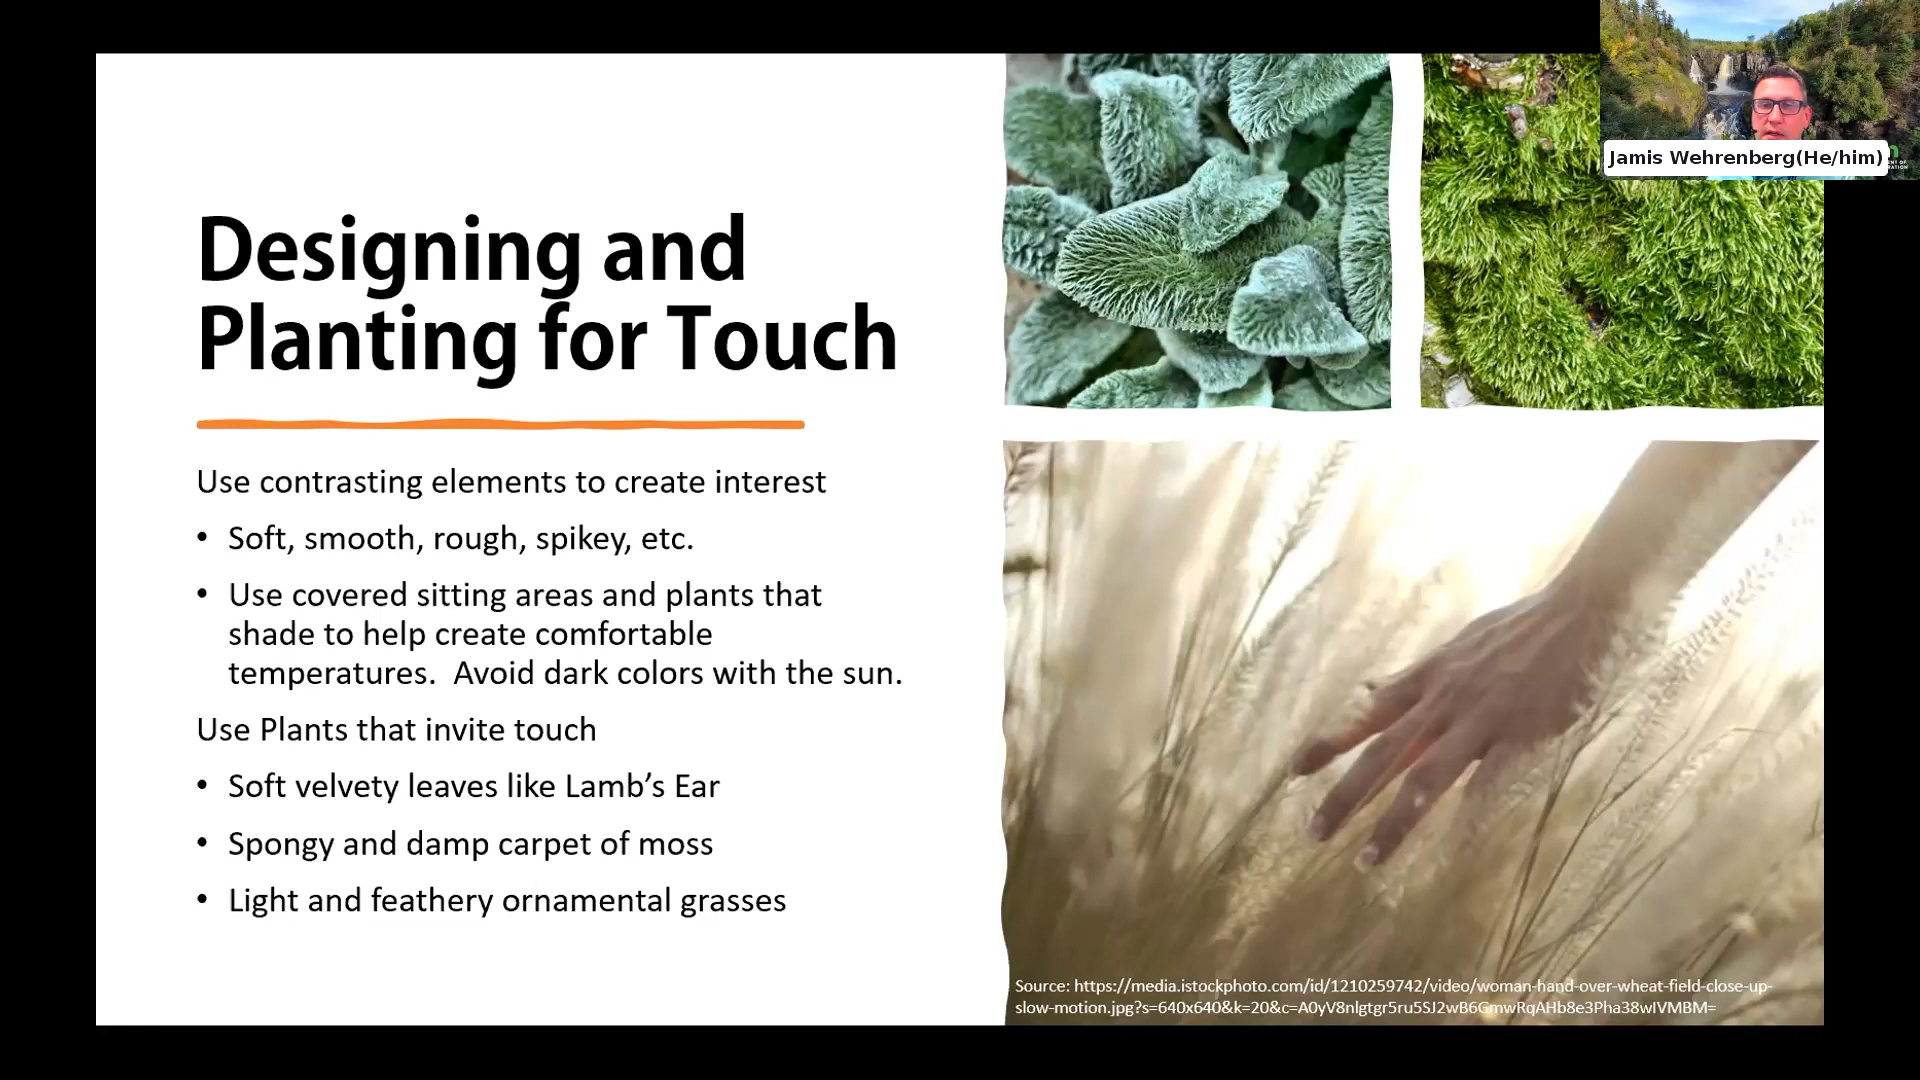 Jamis Wehrenberg(He/him)
Designing and
Planting for Touch
Use contrasting elements to create interest
• Soft, smooth, rough, spikey, etc.
• Use covered sitting areas and plants that
shade to help create comfortable
temperatures.  Avoid dark colors with the sun.
Use Plants that invite touch
• Soft velvety leaves like Lamb’s Ear
• Spongy and damp carpet of moss
• Light and feathery ornamental grasses
Source: https://media.istockphoto.com/id/1210259742/video/woman-hand-over-wheat-field-close-up-
slow-motion.jpg?s=640x640&k=20&c=A0yV8nlgtgr5ru5SJ2wB6GmwRqAHb8e3Pha38wIVMBM=